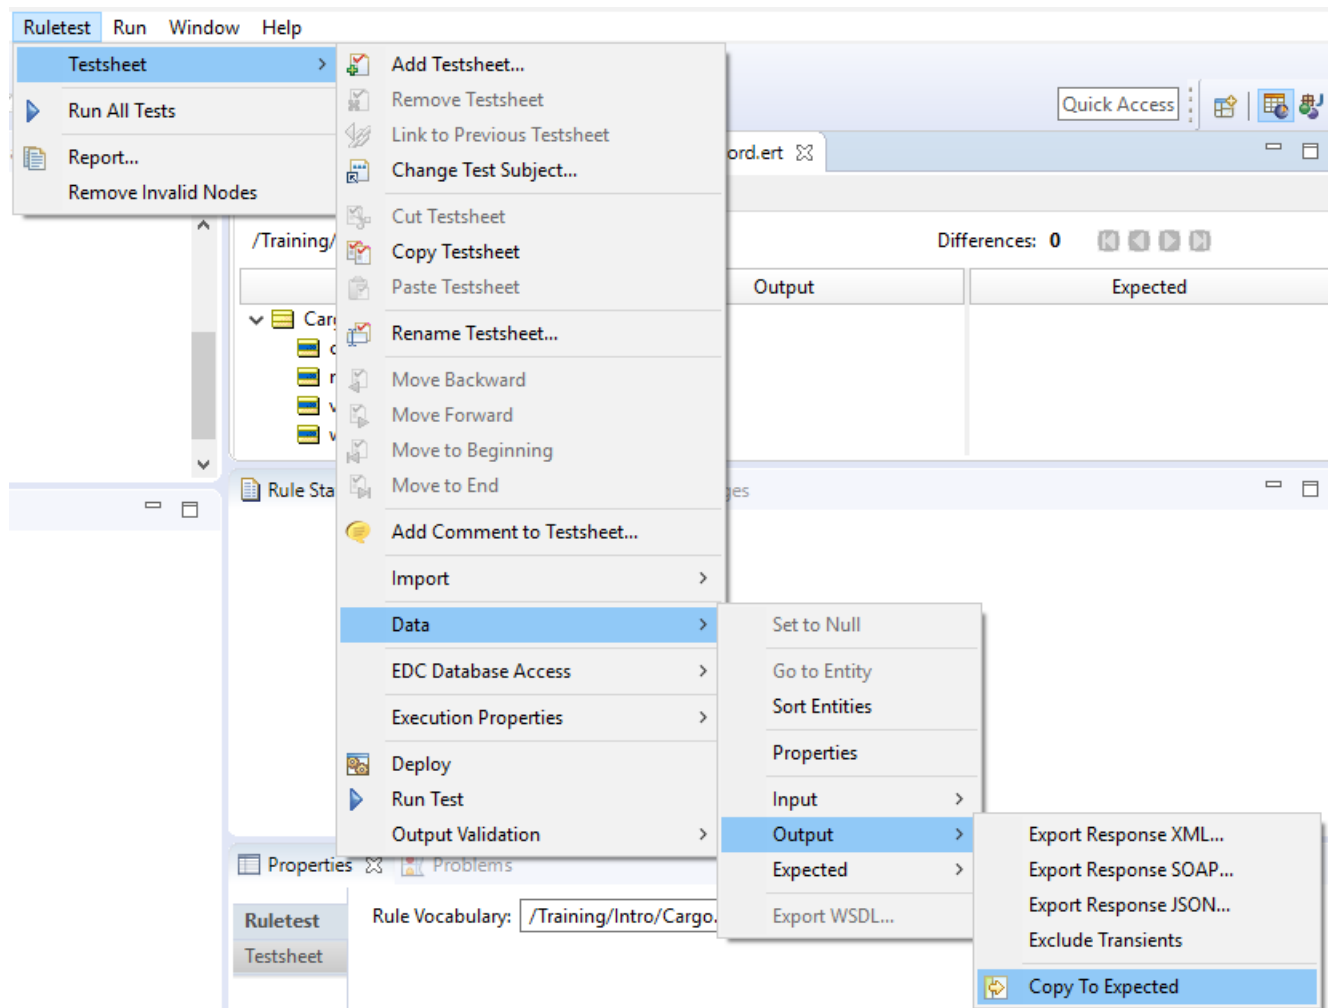 Ruletest Run Window Help
Testsheet
Run All Tests
Report...
Remove Invalid Nodes
Add Testsheet...
Remove Testsheet
Link to Previous Testsheet
Change Test Subject...
Cut Testsheet
Copy Testsheet
Paste Testsheet
Rename Testsheet...
Move Backward
Move Forward
Move to Beginning
Move to End
Add Comment to Testsheet...
Import
Data
EDC Database Access
Execution Properties
Deploy
Run Test
Output Validation
Set to Null
Go to Entity
Sort Entities
Properties
Input
Output
Expected
Export WSDL...
Export Response XML...
Export Response SOAP...
Export Response JSON...
Exclude Transients
Copy To Expected
Quick Access
ord.ert
/Training/
Differences: 0
Output Expected
Rule Sta
Properties Problems
Ruletest
Testsheet
Rule Vocabulary: /Training/Intro/Cargo.